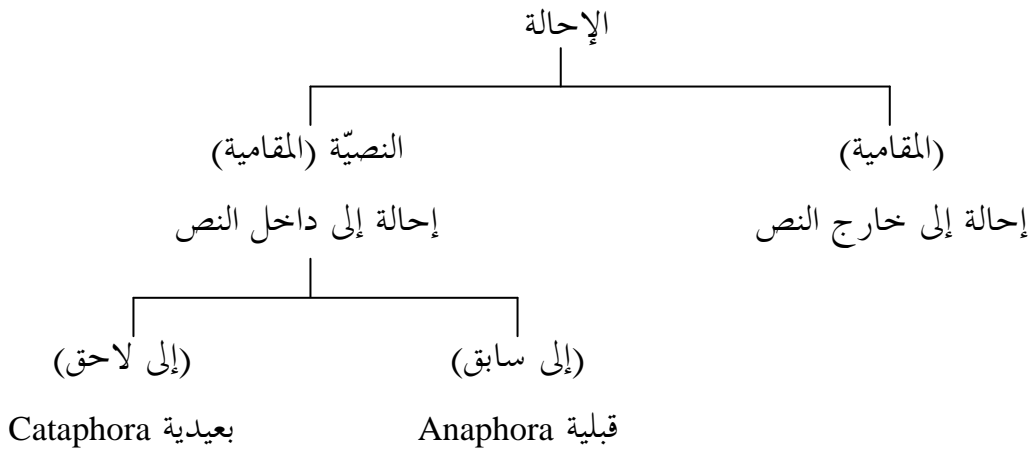 الإحالة
(المقامية) النصيّة (المقامية)
إحالة إلى خارج النص إحالة إلى داخل النص
(إلى سابق) (إلى لاحق)
قبلية Anaphora بعيدية Cataphora